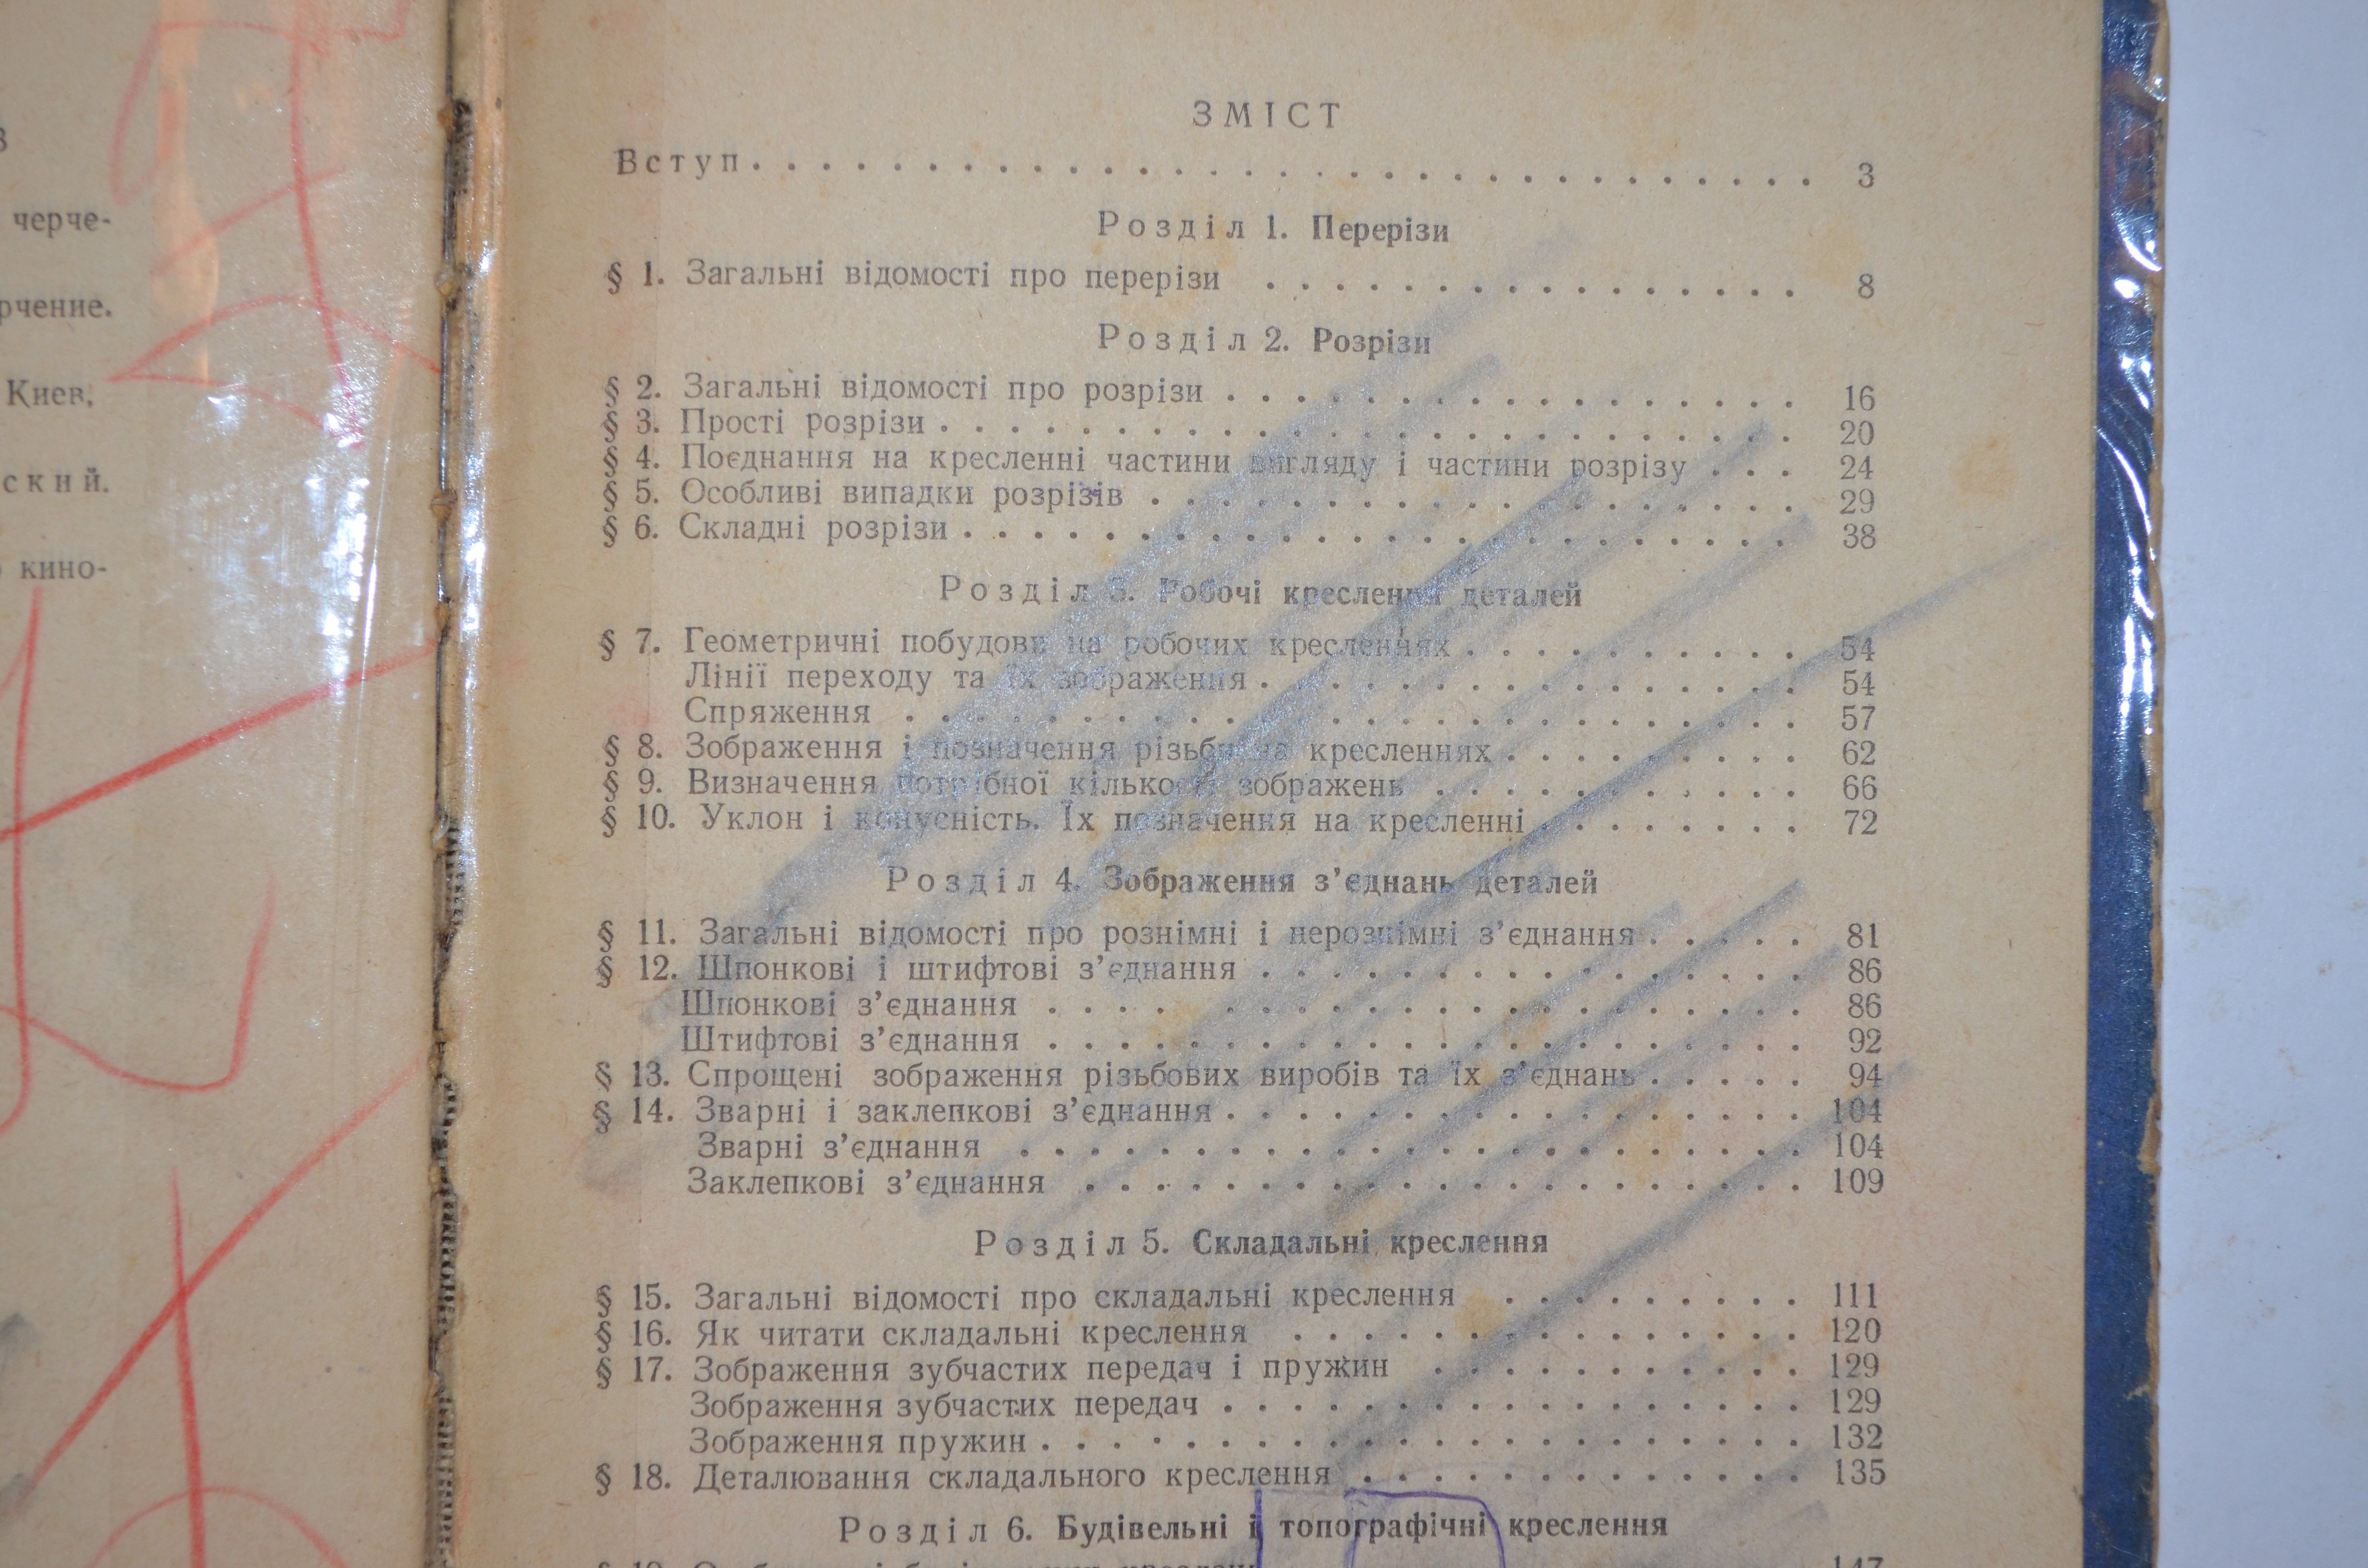 черче-
рчение.
Киев,
ский.
кино-
ЗМІСТ
Вступ. . . . . . . . . . . . . . . . . . . . . . . . . . . . . . 3
Розділ 1. Перерізи
§ 1. Загальні відомості про перерізи . . . . . . . . . . . . . . . . 8
Розділ 2. Розрізи
§ 2. Загальні відомості про розрізи . . . . . . . . . . . . . . . . . 16
§ 3. Прості розрізи . . . . . . . . . . . . . . . . . . . . . . . . . 20
§ 4. Поєднання на кресленні частини вигляду і частини розрізу . . . 24
§ 5. Особливі випадки розрізів . . . . . . . . . . . . . . . . . . . 29
§ 6. Складні розрізи . . . . . . . . . . . . . . . . . . . . . . . . 38
Розділ 3. Робочі креслення деталей
§ 7. Геометричні побудови на робочих кресленнях . . . . . . . . . . 54
Лінії переходу та їх зображення . . . . . . . . . . . . . . . . 54
Спряження . . . . . . . . . . . . . . . . . . . . . . . . . . 57
§ 8. Зображення і позначення різьби на кресленнях . . . . . . . . . 62
§ 9. Визначення потрібної кількості зображень . . . . . . . . . . . 66
§ 10. Уклон і конусність. Їх позначення на кресленні . . . . . . . . 72
Розділ 4. Зображення з’єднань деталей
§ 11. Загальні відомості про рознімні і нерознімні з’єднання . . . . . 81
§ 12. Шпонкові і штифтові з’єднання . . . . . . . . . . . . . . . . 86
Шпонкові з’єднання . . . . . . . . . . . . . . . . . . . . . 86
Штифтові з’єднання . . . . . . . . . . . . . . . . . . . . . . 92
§ 13. Спрощені зображення різьбових виробів та їх з’єднань . . . . . 94
§ 14. Зварні і заклепкові з’єднання . . . . . . . . . . . . . . . . . 104
Зварні з’єднання . . . . . . . . . . . . . . . . . . . . . . . 104
Заклепкові з’єднання . . . . . . . . . . . . . . . . . . . . . 109
Розділ 5. Складальні креслення
§ 15. Загальні відомості про складальні креслення . . . . . . . . . 111
§ 16. Як читати складальні креслення . . . . . . . . . . . . . . . 120
§ 17. Зображення зубчастих передач і пружин . . . . . . . . . . . 129
Зображення зубчастих передач . . . . . . . . . . . . . . . . . 129
Зображення пружин . . . . . . . . . . . . . . . . . . . . . . 132
§ 18. Деталювання складального креслення . . . . . . . . . . . . . 135
Розділ 6. Будівельні і топографічні креслення